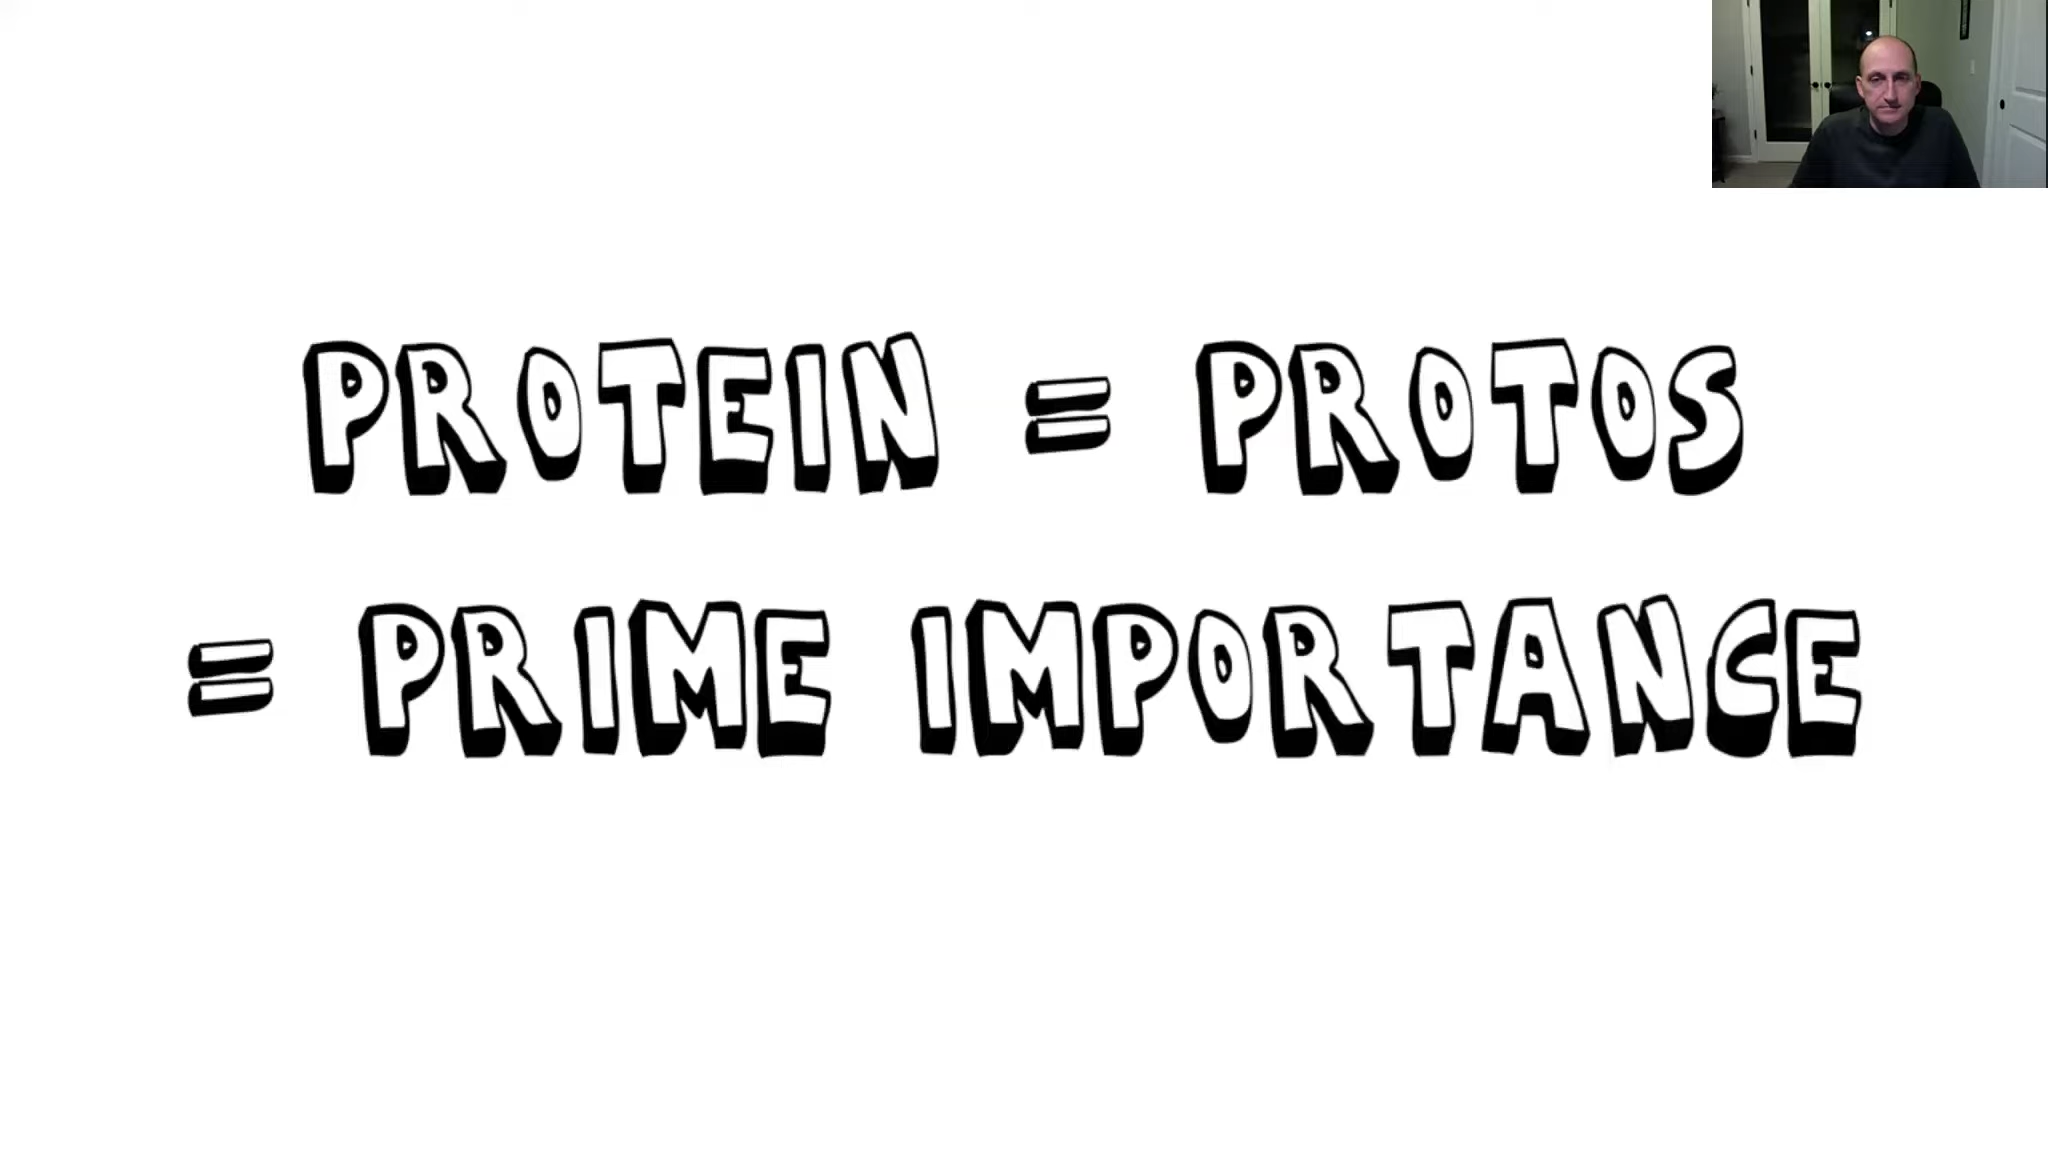 PROTEIN = PROTOS
= PRIME IMPORTANCE